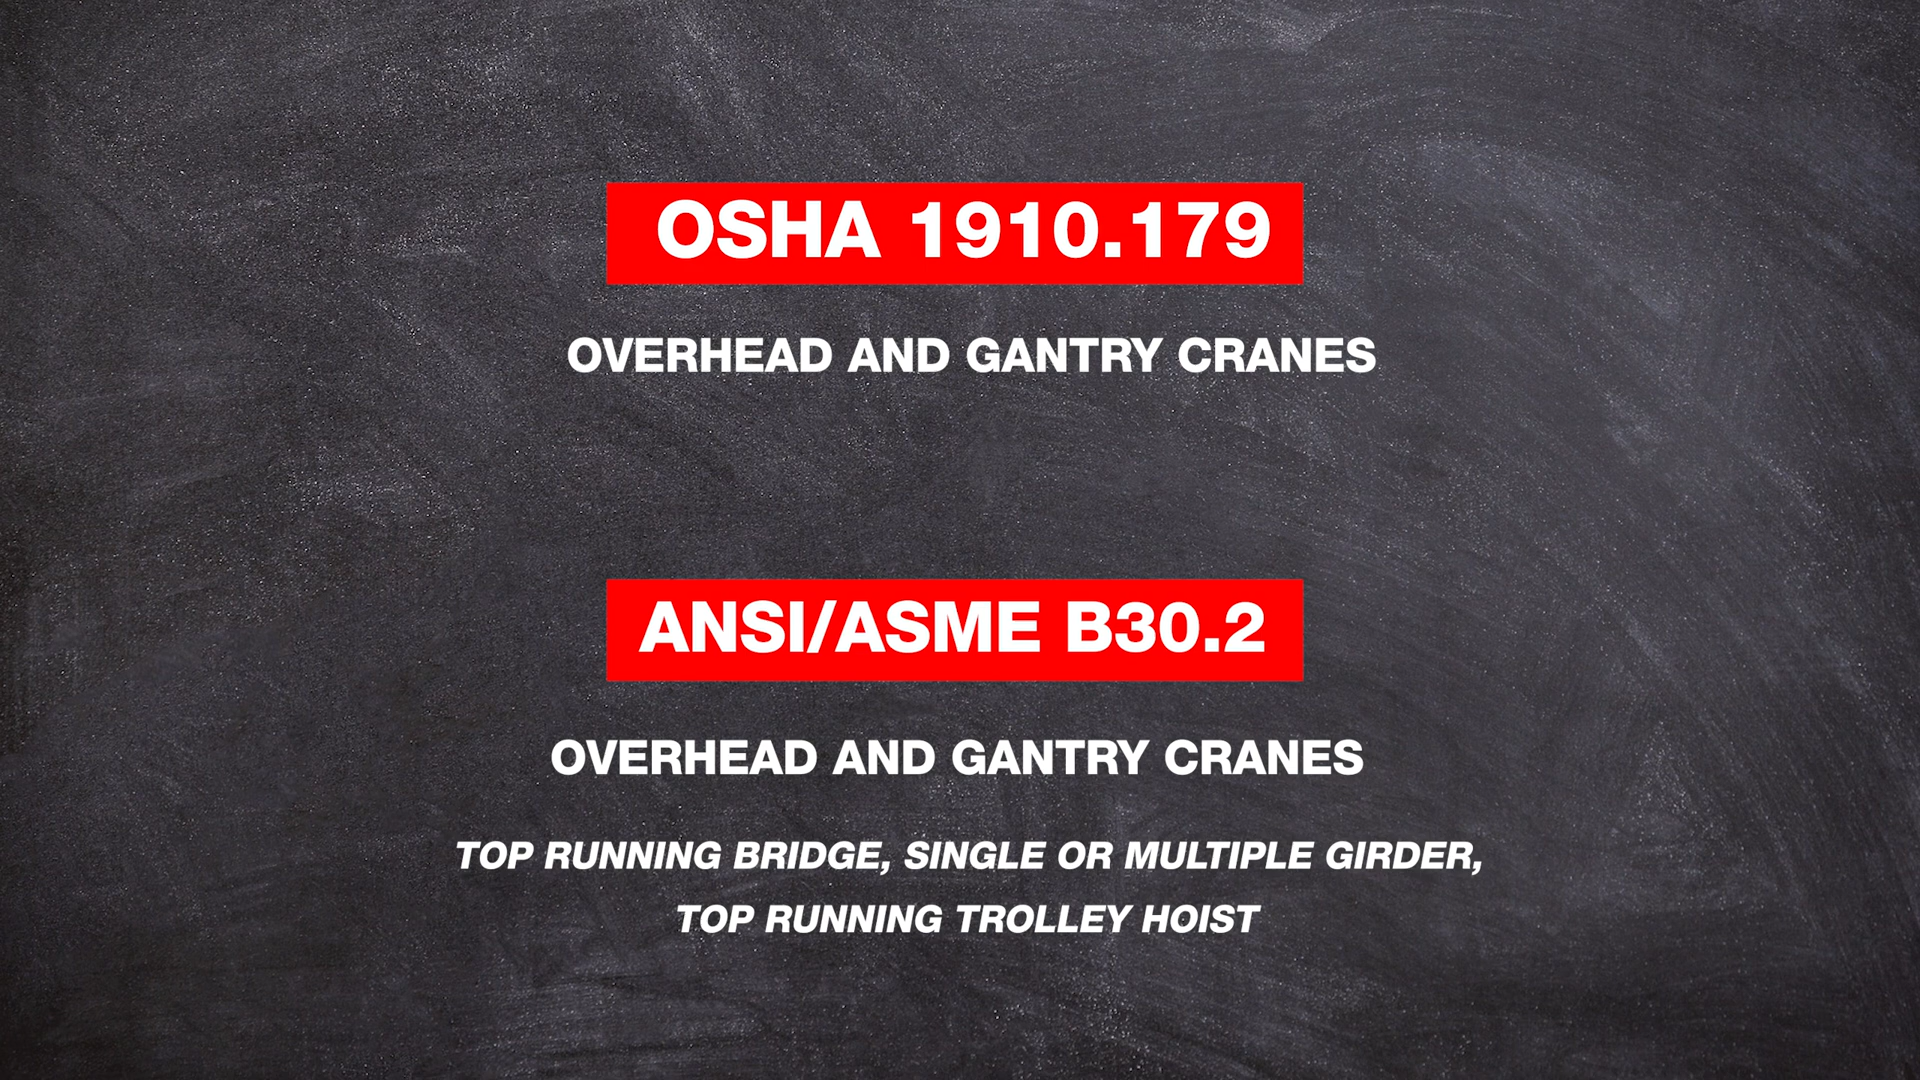 OSHA 1910.179
OVERHEAD AND GANTRY CRANES
ANSI/ASME B30.2
OVERHEAD AND GANTRY CRANES
TOP RUNNING BRIDGE, SINGLE OR MULTIPLE GIRDER,
TOP RUNNING TROLLEY HOIST